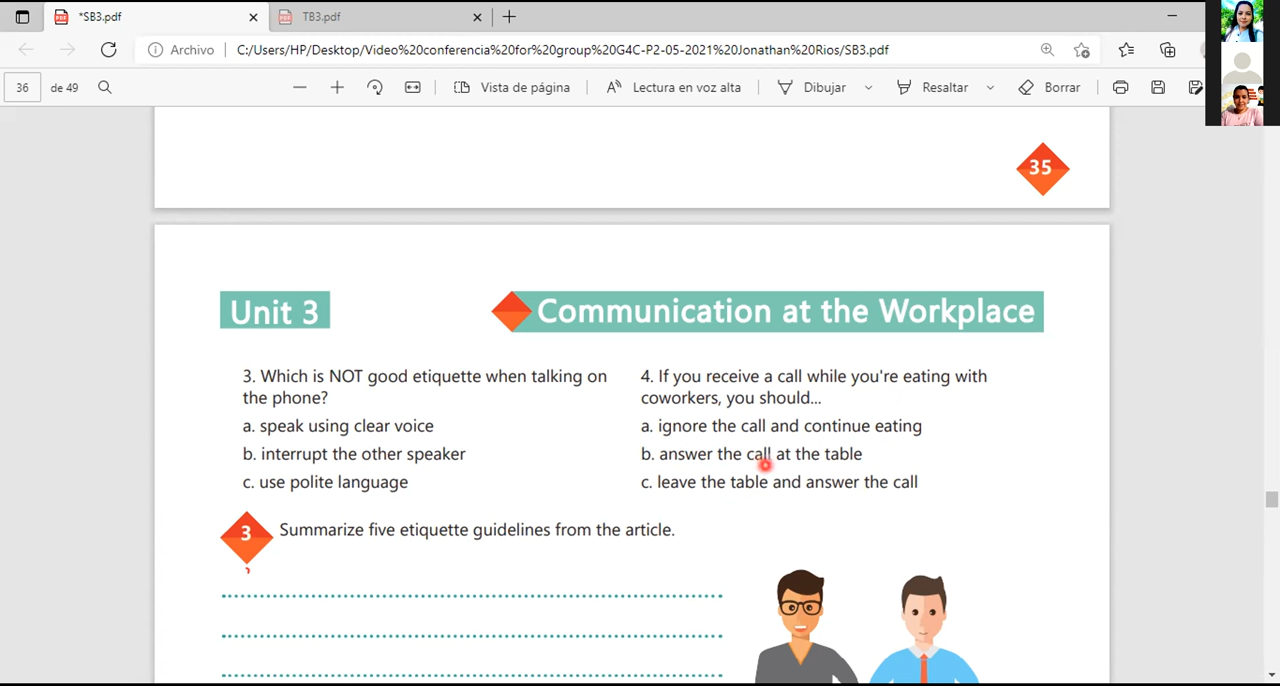 *SB3.pdf
TB3.pdf
Archivo
C:/Users/HP/Desktop/Video%20conferencia%20for%20group%20G4C-P2-05-2021%20Jonathan%20Rios/SB3.pdf
36
de 49
Vista de página
Lectura en voz alta
Dibujar
Resaltar
Borrar
35
Unit 3
Communication at the Workplace
3. Which is NOT good etiquette when talking on
the phone?
a. speak using clear voice
b. interrupt the other speaker
c. use polite language
4. If you receive a call while you're eating with
coworkers, you should...
a. ignore the call and continue eating
b. answer the call at the table
c. leave the table and answer the call
3
Summarize five etiquette guidelines from the article.